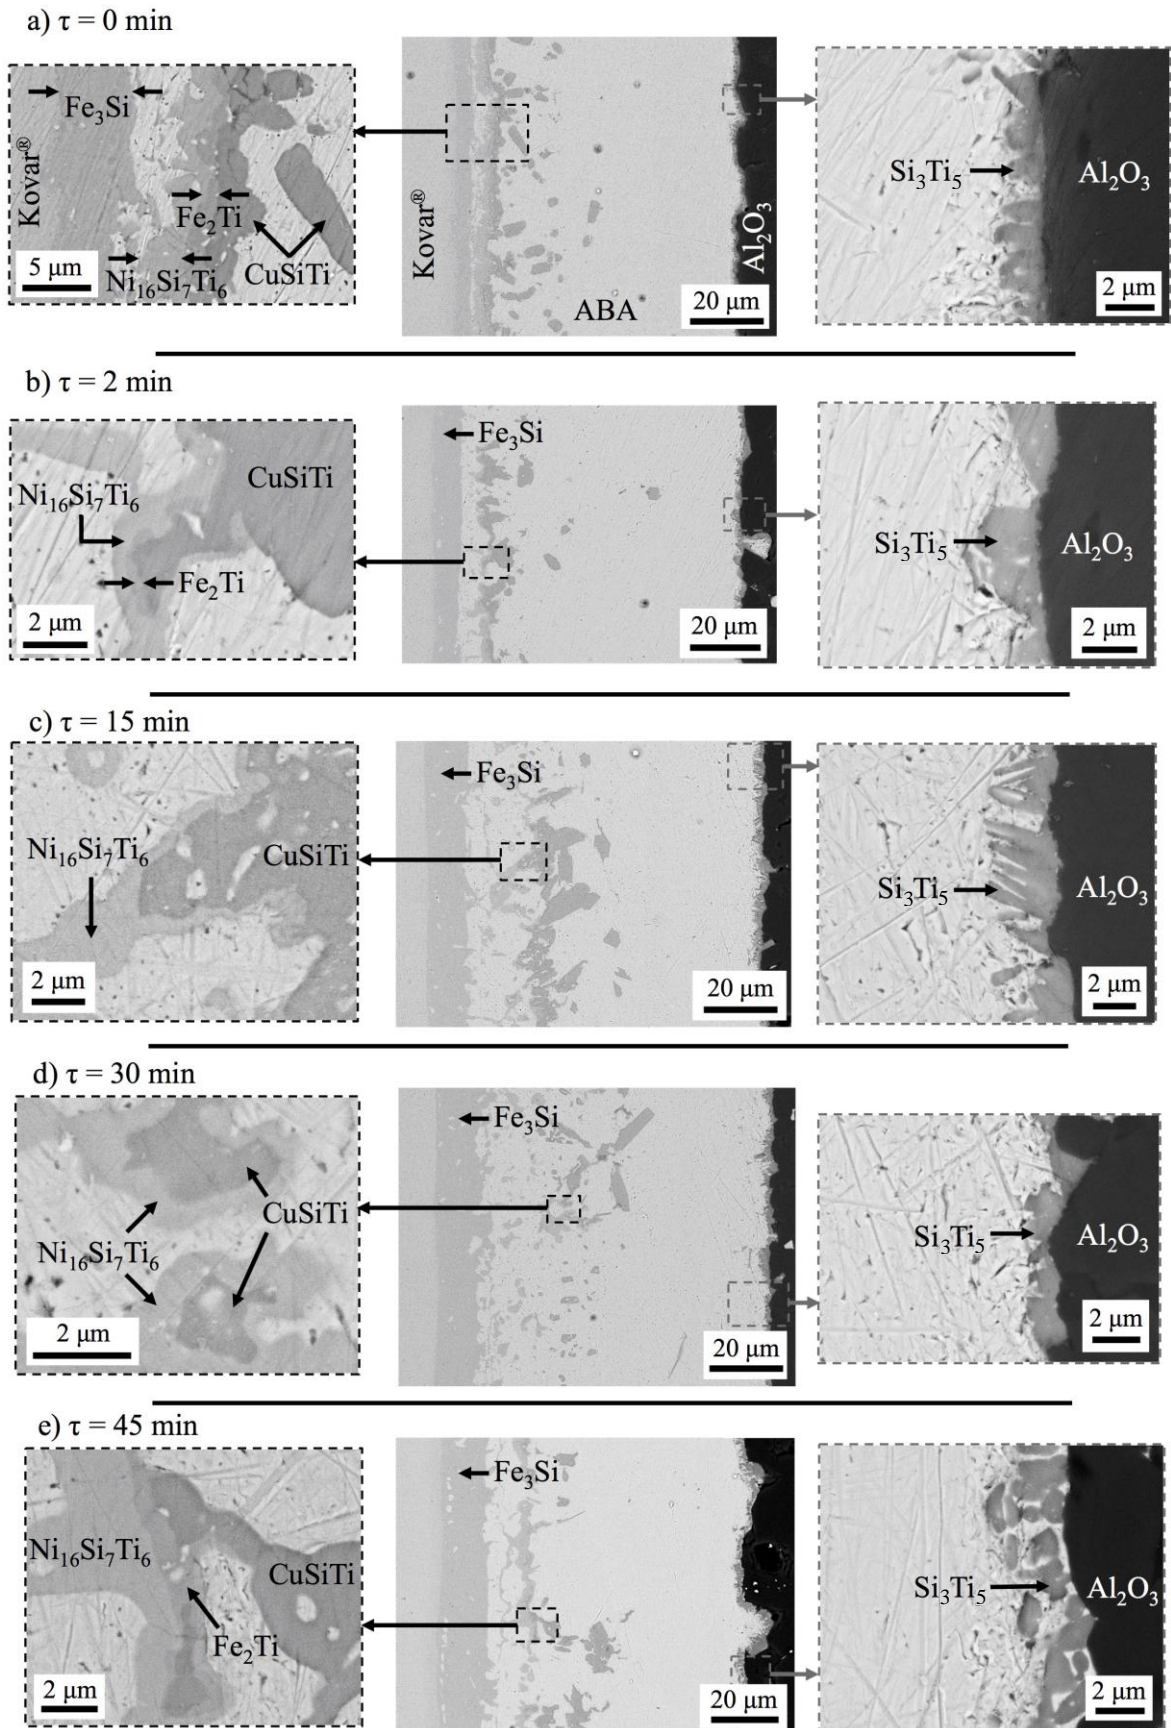 a) τ = 0 min
Fe₃Si
Kovar®
Fe₂Ti
CuSiTi
Ni₁₆Si₇Ti₆
5 μm
Kovar®
ABA
Al₂O₃
20 μm
Si₃Ti₅
Al₂O₃
2 μm
b) τ = 2 min
Ni₁₆Si₇Ti₆
CuSiTi
Fe₂Ti
2 μm
Fe₃Si
20 μm
Si₃Ti₅
Al₂O₃
2 μm
c) τ = 15 min
Ni₁₆Si₇Ti₆
CuSiTi
2 μm
Fe₃Si
20 μm
Si₃Ti₅
Al₂O₃
2 μm
d) τ = 30 min
CuSiTi
Ni₁₆Si₇Ti₆
2 μm
Fe₃Si
20 μm
Si₃Ti₅
Al₂O₃
2 μm
e) τ = 45 min
Ni₁₆Si₇Ti₆
CuSiTi
Fe₂Ti
2 μm
Fe₃Si
20 μm
Si₃Ti₅
Al₂O₃
2 μm